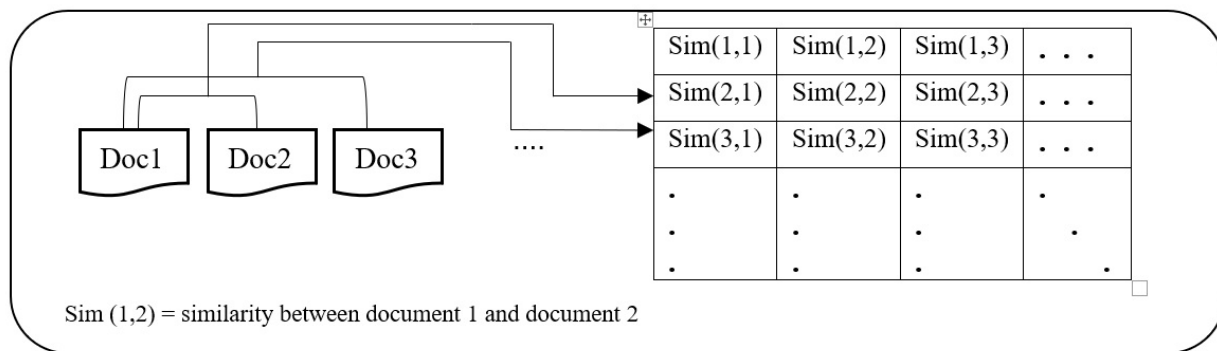 Sim(1,1) Sim(1,2) Sim(1,3) . . .
Sim(2,1) Sim(2,2) Sim(2,3) . . .
Sim(3,1) Sim(3,2) Sim(3,3) . . .
. . . .
. . . .
. . . .
Doc1 Doc2 Doc3 ....
Sim (1,2) = similarity between document 1 and document 2